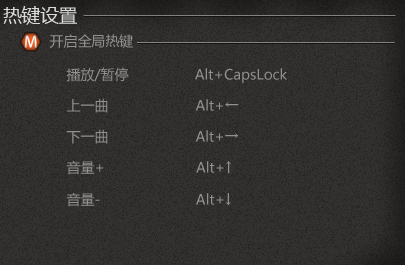 热键设置
M 开启全局热键
播放/暂停 Alt+CapsLock
上一曲 Alt+←
下一曲 Alt+→
音量+ Alt+↑
音量- Alt+↓